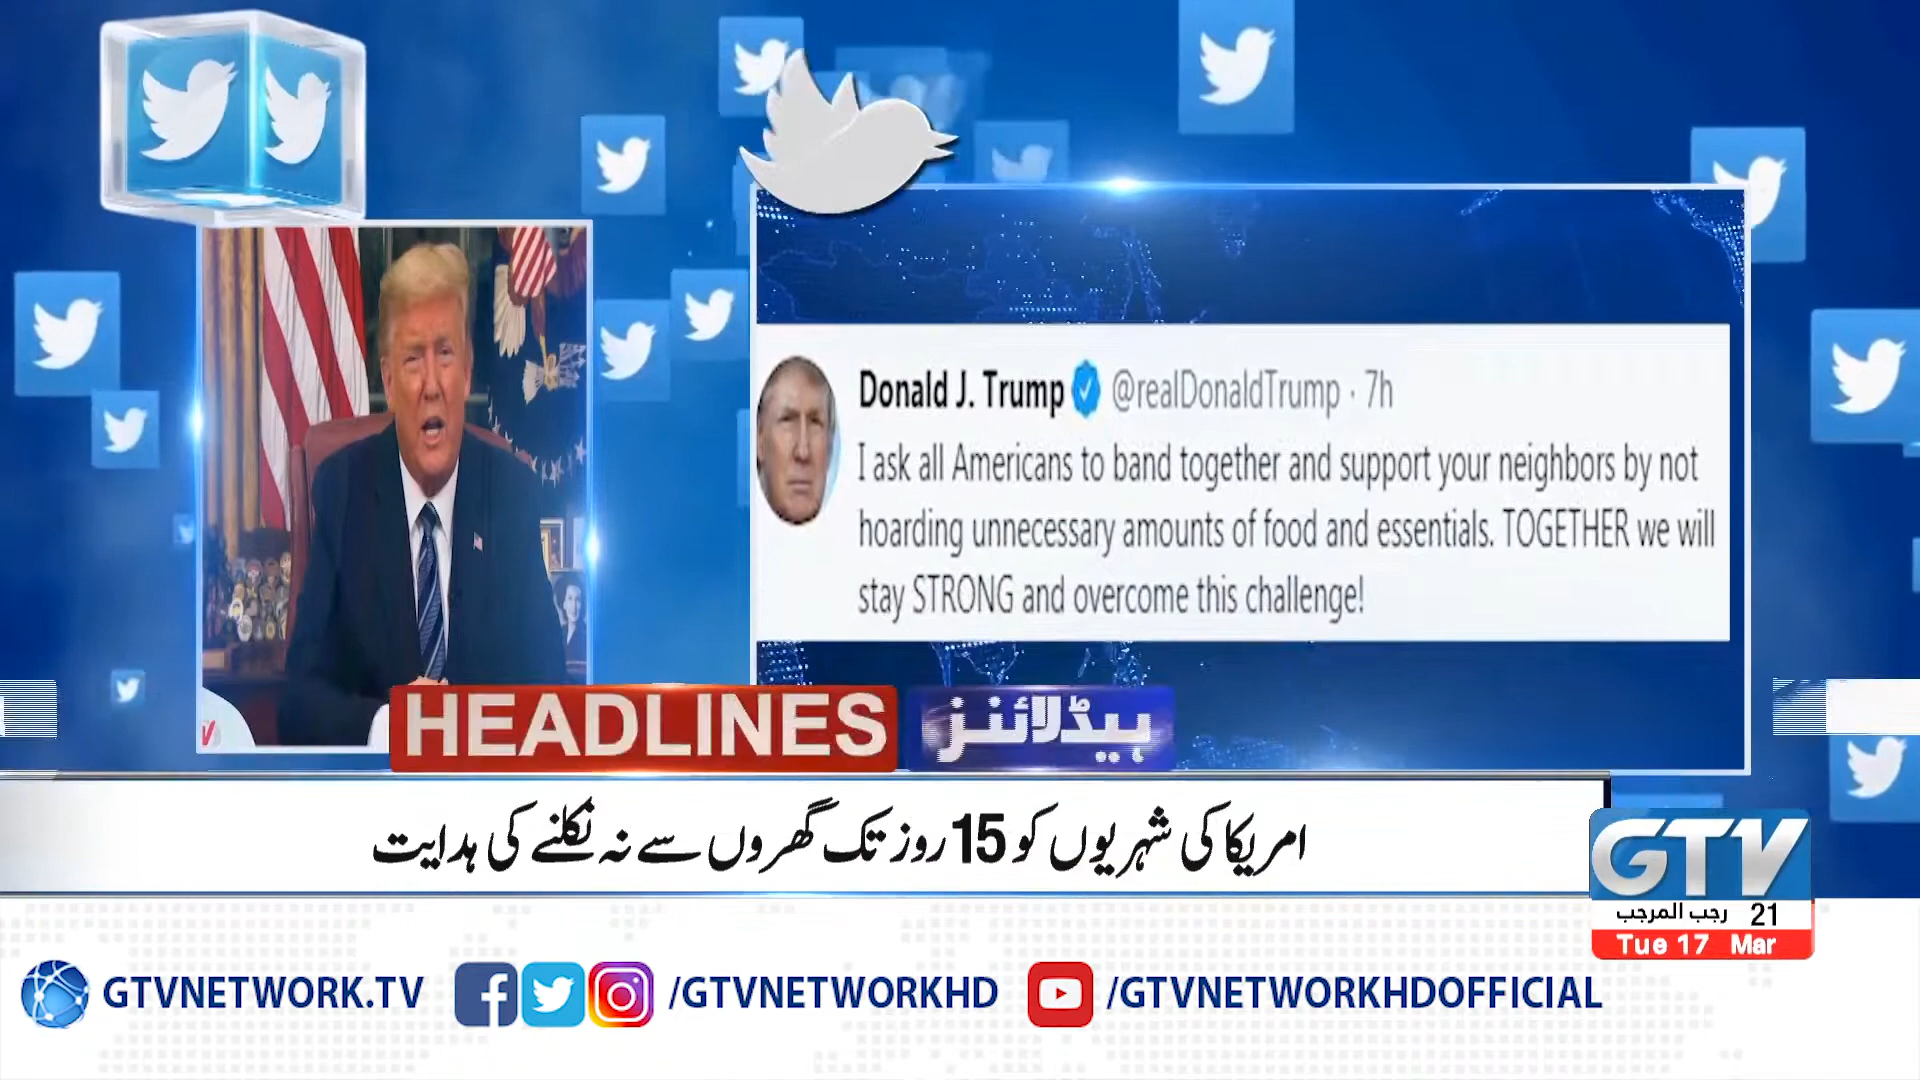 Donald J. Trump @realDonaldTrump · 7h
I ask all Americans to band together and support your neighbors by not
hoarding unnecessary amounts of food and essentials. TOGETHER we will
stay STRONG and overcome this challenge!
HEADLINES ہیڈلائنز
امریکا کی شہریوں کو 15 روز تک گھروں سے نہ نکلنے کی ہدایت
GTV
21 رجب المرجب
Tue 17 Mar
GTVNETWORK.TV /GTVNETWORKHD /GTVNETWORKHDOFFICIAL